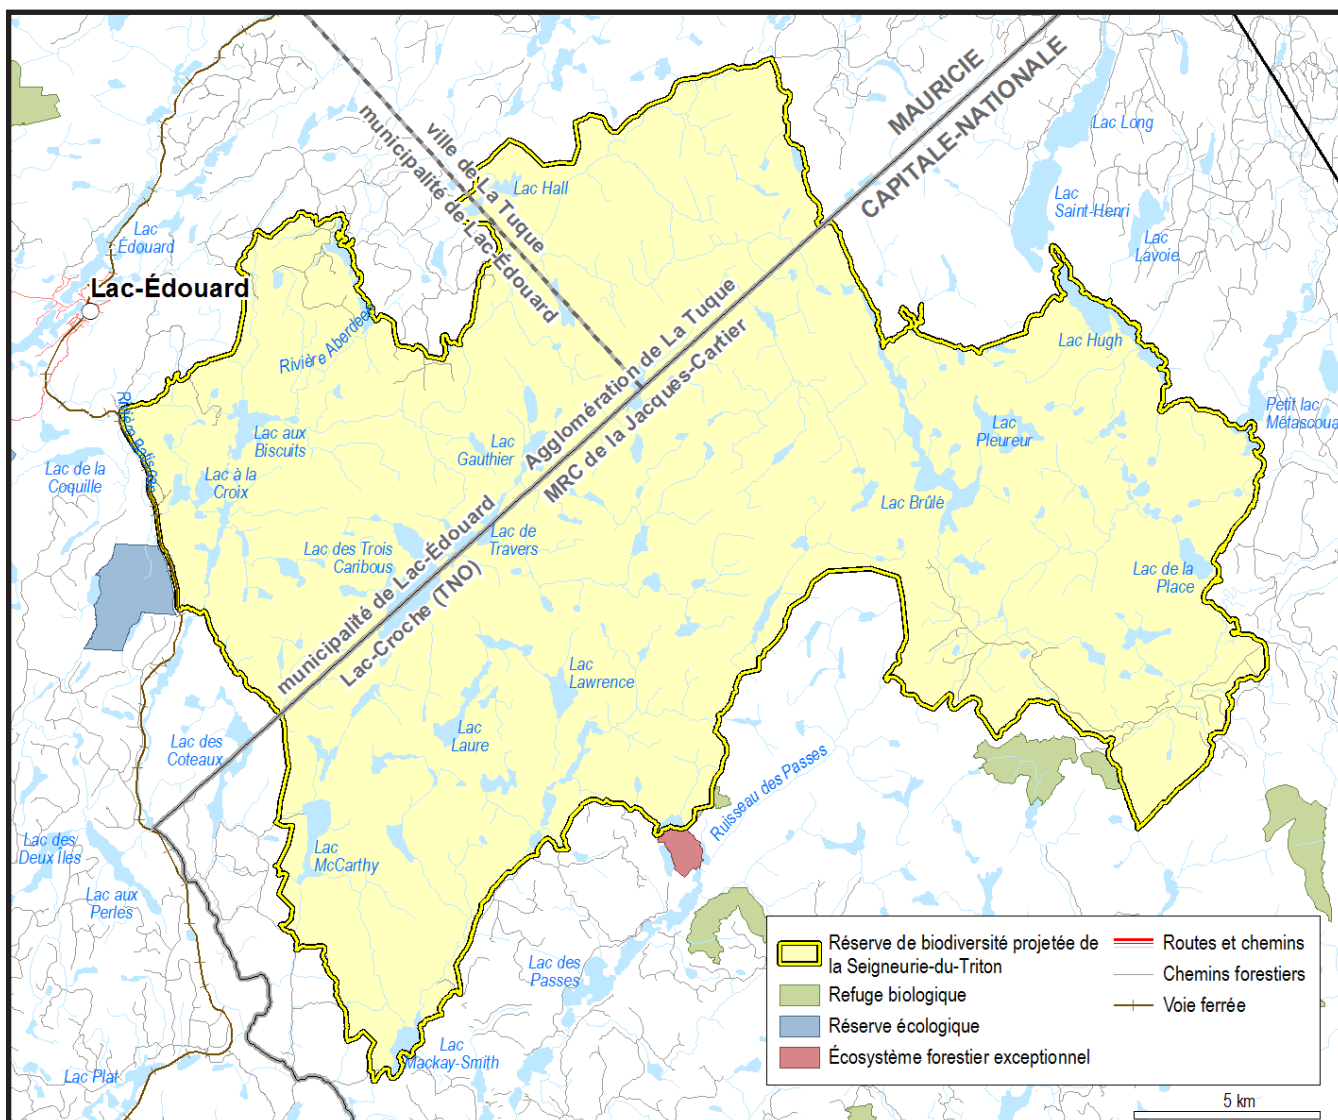 MAURICIE
CAPITALE-NATIONALE
ville de La Tuque
municipalité de Lac-Édouard
Lac Long
Lac Hall
Lac
Saint-Henri
Lac
Édouard
Lac
Lavoie
Lac-Édouard
Rivière Aberdeen
Agglomération de La Tuque
MRC de la Jacques-Cartier
Lac Hugh
Rivière Batiscan
Lac aux
Biscuits
Lac
Gauthier
Lac
Pleureur
Petit lac
Métascouac
Lac de la
Coquille
Lac à la
Croix
Lac Brûlé
Lac des Trois
Caribous
Lac de
Travers
Lac de la
Place
municipalité de Lac-Édouard
Lac-Croche (TNO)
Lac
Lawrence
Lac des
Coteaux
Lac
Laure
Ruisseau des Passes
Lac des
Deux Îles
Lac
McCarthy
Lac aux
Perles
Lac des
Passes
Lac
Mackay-Smith
Lac Plat
Réserve de biodiversité projetée de
la Seigneurie-du-Triton
Refuge biologique
Réserve écologique
Écosystème forestier exceptionnel
Routes et chemins
Chemins forestiers
Voie ferrée
5 km